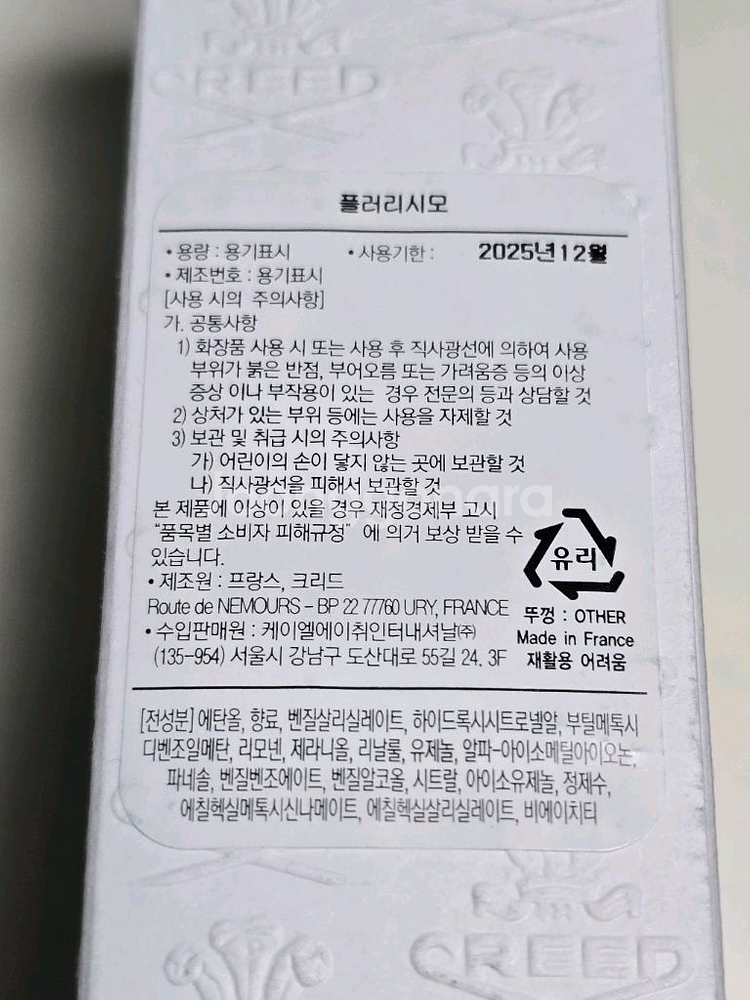 CREED
플러리시모
• 용량 : 용기표시 • 사용기한 : 2025년12월
• 제조번호 : 용기표시
[사용 시의 주의사항]
가. 공통사항
1) 화장품 사용 시 또는 사용 후 직사광선에 의하여 사용
부위가 붉은 반점, 부어오름 또는 가려움증 등의 이상
증상 이나 부작용이 있는 경우 전문의 등과 상담할 것
2) 상처가 있는 부위 등에는 사용을 자제할 것
3) 보관 및 취급 시의 주의사항
가) 어린이의 손이 닿지 않는 곳에 보관할 것
나) 직사광선을 피해서 보관할 것
본 제품에 이상이 있을 경우 재정경제부 고시
“품목별 소비자 피해규정” 에 의거 보상 받을 수
있습니다.
유리
• 제조원 : 프랑스, 크리드
Route de NEMOURS – BP 22 77760 URY, FRANCE
뚜껑 : OTHER
• 수입판매원 : 케이엘에이취인터내셔날㈜
Made in France
(135-954) 서울시 강남구 도산대로 55길 24. 3F
재활용 어려움
[전성분] 에탄올, 향료, 벤질살리실레이트, 하이드록시시트로넬알, 부틸메톡시
디벤조일메탄, 리모넨, 제라니올, 리날룰, 유제놀, 알파-아이소메틸아이오논,
파네솔, 벤질벤조에이트, 벤질알코올, 시트랄, 아이소유제놀, 정제수,
에칠헥실메톡시신나메이트, 에칠헥실살리실레이트, 비에이치티
CREED